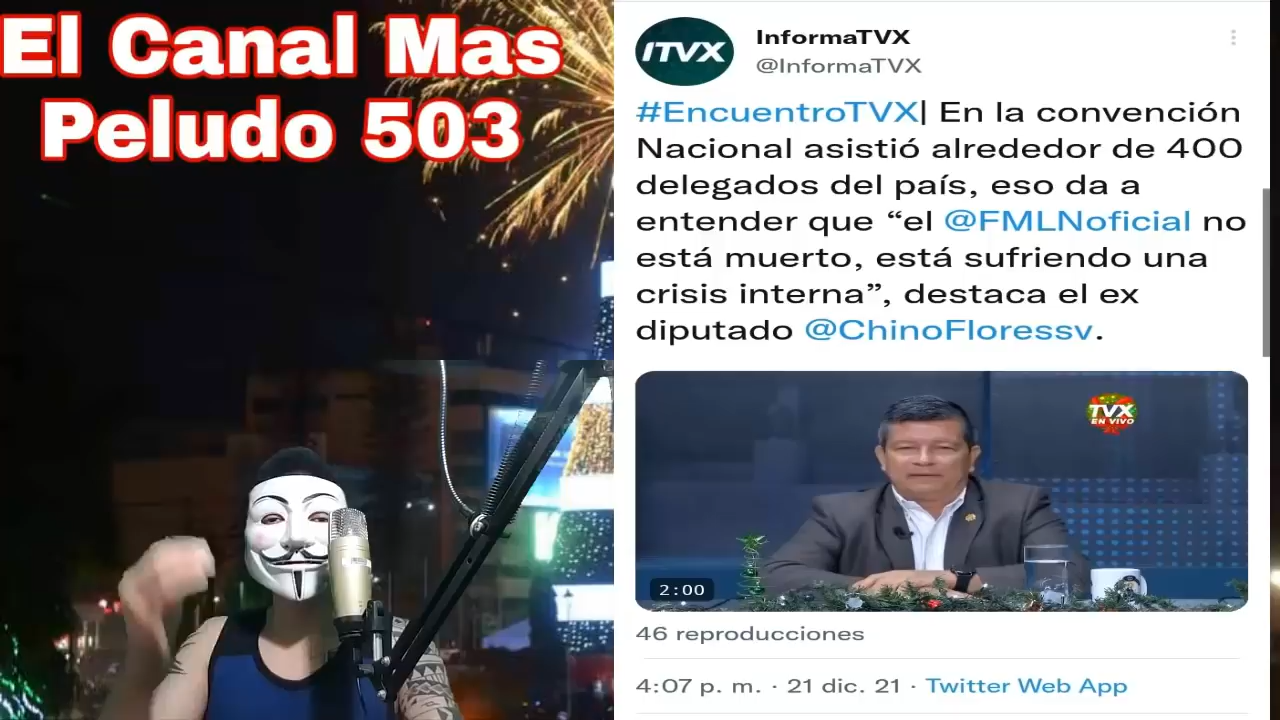 El Canal Mas
Peludo 503
ITVX
InformaTVX
@InformaTVX
#EncuentroTVX| En la convención
Nacional asistió alrededor de 400
delegados del país, eso da a
entender que “el @FMLNoficial no
está muerto, está sufriendo una
crisis interna”, destaca el ex
diputado @ChinoFloressv.
TVX
EN VIVO
2:00
46 reproducciones
4:07 p. m. · 21 dic. 21 · Twitter Web App